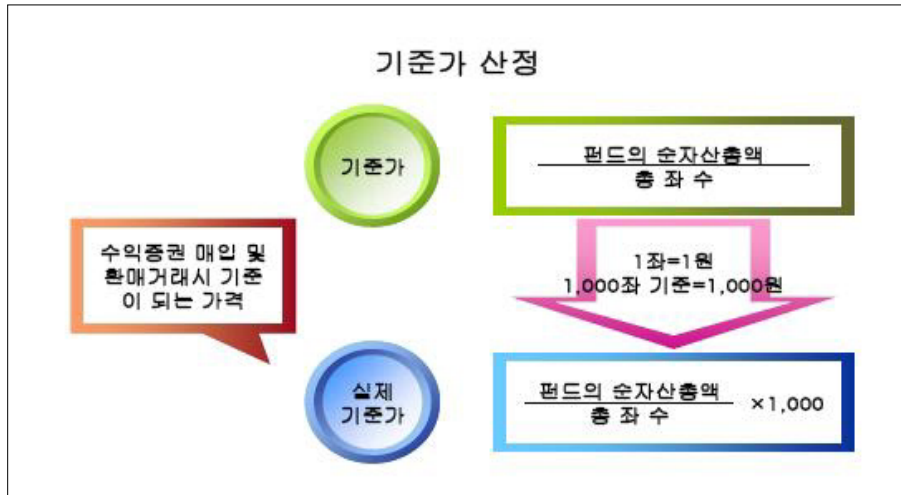 기준가 산정
기준가
펀드의 순자산총액
총 좌 수
수익증권 매입 및
환매거래시 기준
이 되는 가격
1좌=1원
1,000좌 기준=1,000원
실제
기준가
펀드의 순자산총액
총 좌 수
×1,000